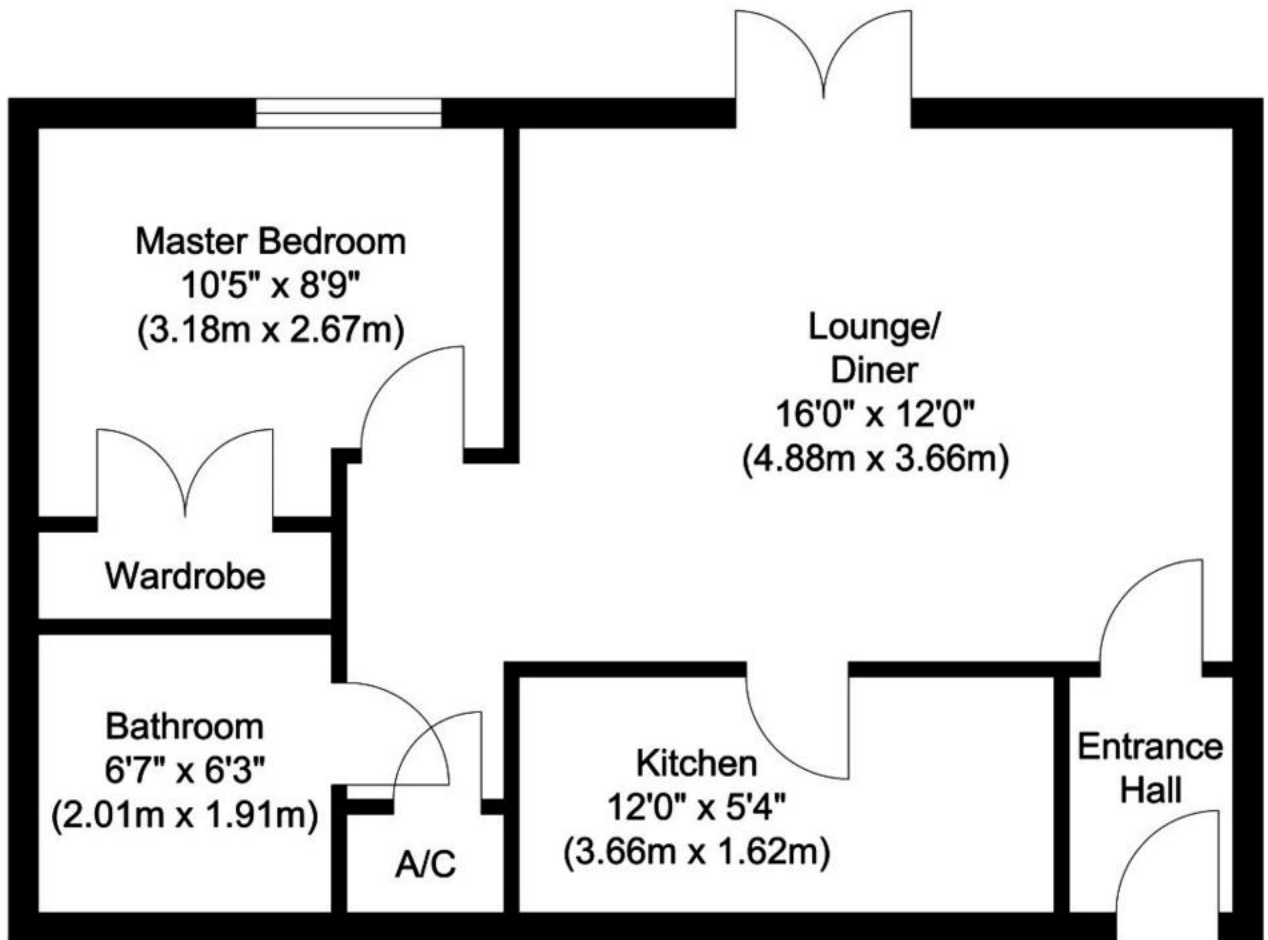 Master Bedroom
10'5" x 8'9"
(3.18m x 2.67m)
Lounge/
Diner
16'0" x 12'0"
(4.88m x 3.66m)
Wardrobe
Bathroom
6'7" x 6'3"
(2.01m x 1.91m)
A/C
Kitchen
12'0" x 5'4"
(3.66m x 1.62m)
Entrance
Hall